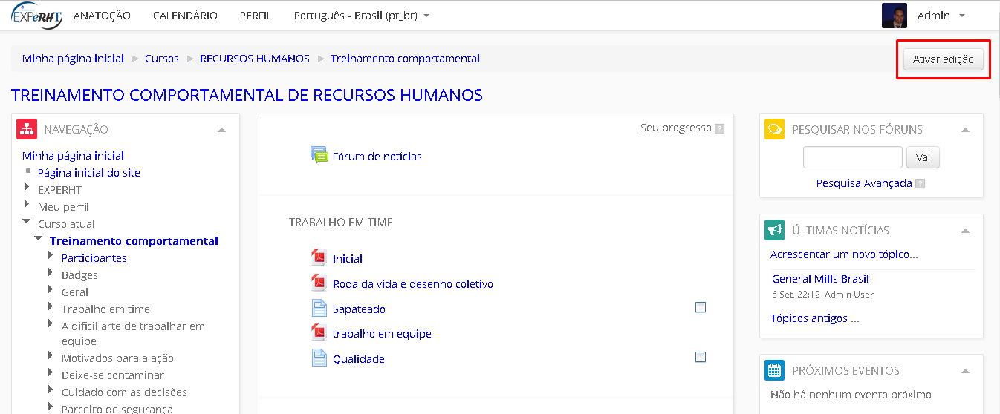 EXPeRHT ANATOÇÃO CALENDÁRIO PERFIL Português - Brasil (pt_br) Admin
Minha página inicial Cursos RECURSOS HUMANOS Treinamento comportamental Ativar edição
TREINAMENTO COMPORTAMENTAL DE RECURSOS HUMANOS
NAVEGAÇÃO
Minha página inicial
Página inicial do site
EXPERHT
Meu perfil
Curso atual
Treinamento comportamental
Participantes
Badges
Geral
Trabalho em time
A dificil arte de trabalhar em
equipe
Motivados para a ação
Deixe-se contaminar
Cuidado com as decisões
Parceiro de segurança
Seu progresso ?
Fórum de notícias
TRABALHO EM TIME
Inicial
Roda da vida e desenho coletivo
Sapateado
trabalho em equipe
Qualidade
PESQUISAR NOS FÓRUNS
Vai
Pesquisa Avançada ?
ÚLTIMAS NOTÍCIAS
Acrescentar um novo tópico...
General Mills Brasil
6 Set, 22:12 Admin User
Tópicos antigos ...
PRÓXIMOS EVENTOS
Não há nenhum evento próximo